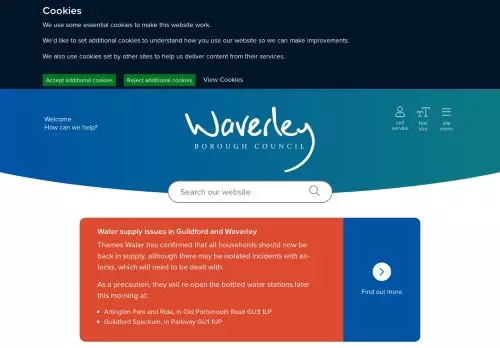 Cookies
We use some essential cookies to make this website work.
We'd like to set additional cookies to understand how you use our website so we can make improvements.
We also use cookies set by other sites to help us deliver content from their services.
Accept additional cookies
Reject additional cookies
View Cookies
Welcome
How can we help?
Waverley
BOROUGH COUNCIL
self service
text size
site menu
Search our website
Water supply issues in Guildford and Waverley
Thames Water has confirmed that all households should now be
back in supply, although there may be isolated incidents with air-
locks, which will need to be dealt with.
As a precaution, they will re-open the bottled water stations later
this morning at:
Artington Park and Ride, in Old Portsmouth Road GU3 1LP
Guildford Spectrum, in Parkway GU1 1UP
Find out more